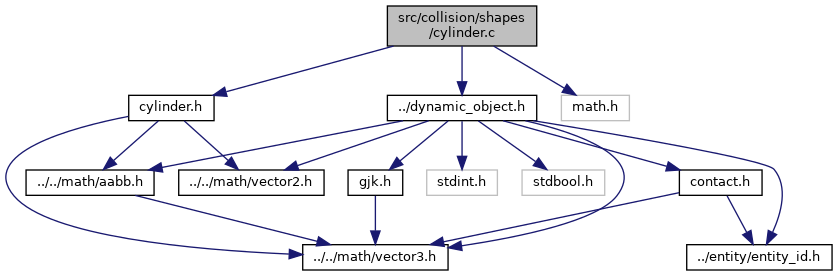 src/collision/shapes
/cylinder.c
cylinder.h
../dynamic_object.h
math.h
../../math/aabb.h
../../math/vector2.h
gjk.h
stdint.h
stdbool.h
contact.h
../../math/vector3.h
../entity/entity_id.h